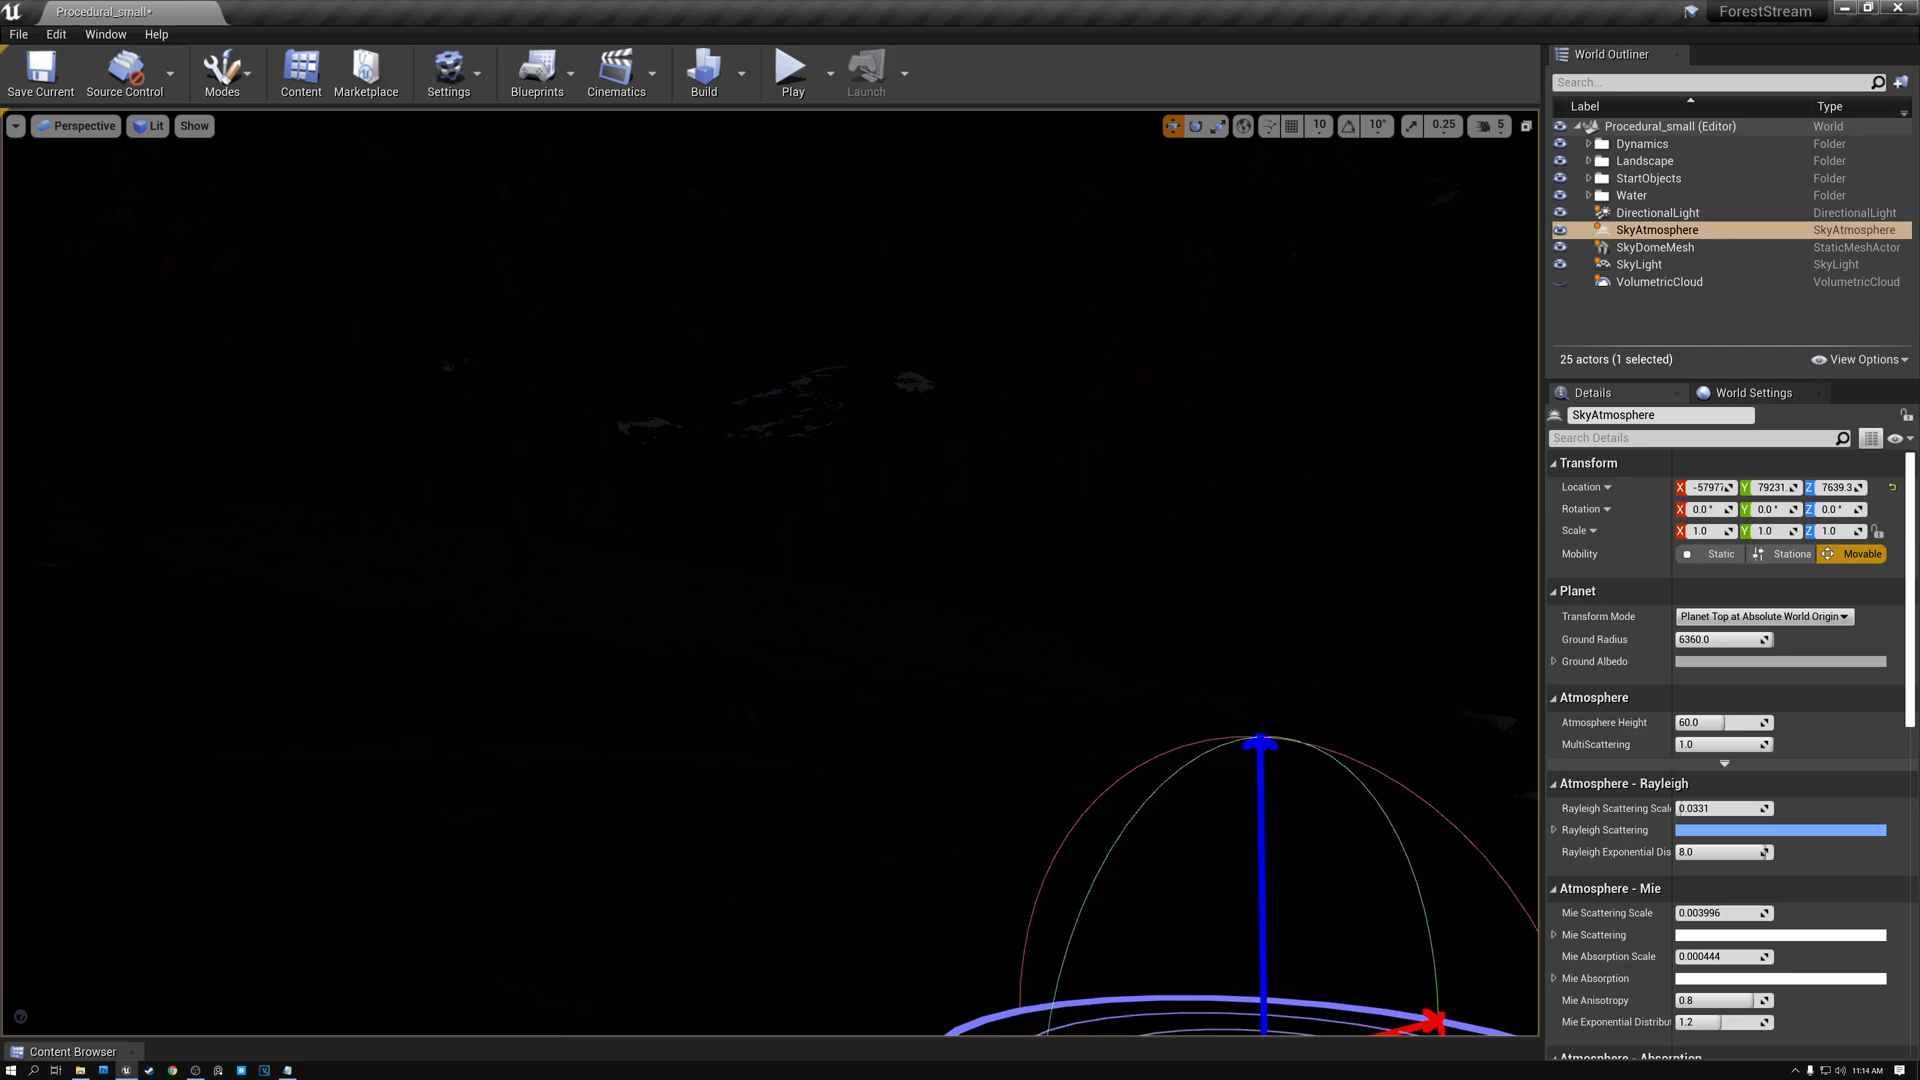 Procedural_small•
ForestStream
File Edit Window Help
Save Current Source Control Modes Content Marketplace Settings Blueprints Cinematics Build Play Launch
Perspective Lit Show
10 10° 0.25 5
World Outliner
Search...
Label Type
Procedural_small (Editor) World
Dynamics Folder
Landscape Folder
StartObjects Folder
Water Folder
DirectionalLight DirectionalLight
SkyAtmosphere SkyAtmosphere
SkyDomeMesh StaticMeshActor
SkyLight SkyLight
VolumetricCloud VolumetricCloud
25 actors (1 selected) View Options
Details World Settings
SkyAtmosphere
Search Details
Transform
Location X -57977 Y 79231. Z 7639.3
Rotation X 0.0 ° Y 0.0 ° Z 0.0 °
Scale X 1.0 Y 1.0 Z 1.0
Mobility Static Stationa Movable
Planet
Transform Mode Planet Top at Absolute World Origin
Ground Radius 6360.0
Ground Albedo
Atmosphere
Atmosphere Height 60.0
MultiScattering 1.0
Atmosphere - Rayleigh
Rayleigh Scattering Scal 0.0331
Rayleigh Scattering
Rayleigh Exponential Dis 8.0
Atmosphere - Mie
Mie Scattering Scale 0.003996
Mie Scattering
Mie Absorption Scale 0.000444
Mie Absorption
Mie Anisotropy 0.8
Mie Exponential Distribut 1.2
Atmosphere - Absorption
Content Browser
11:14 AM